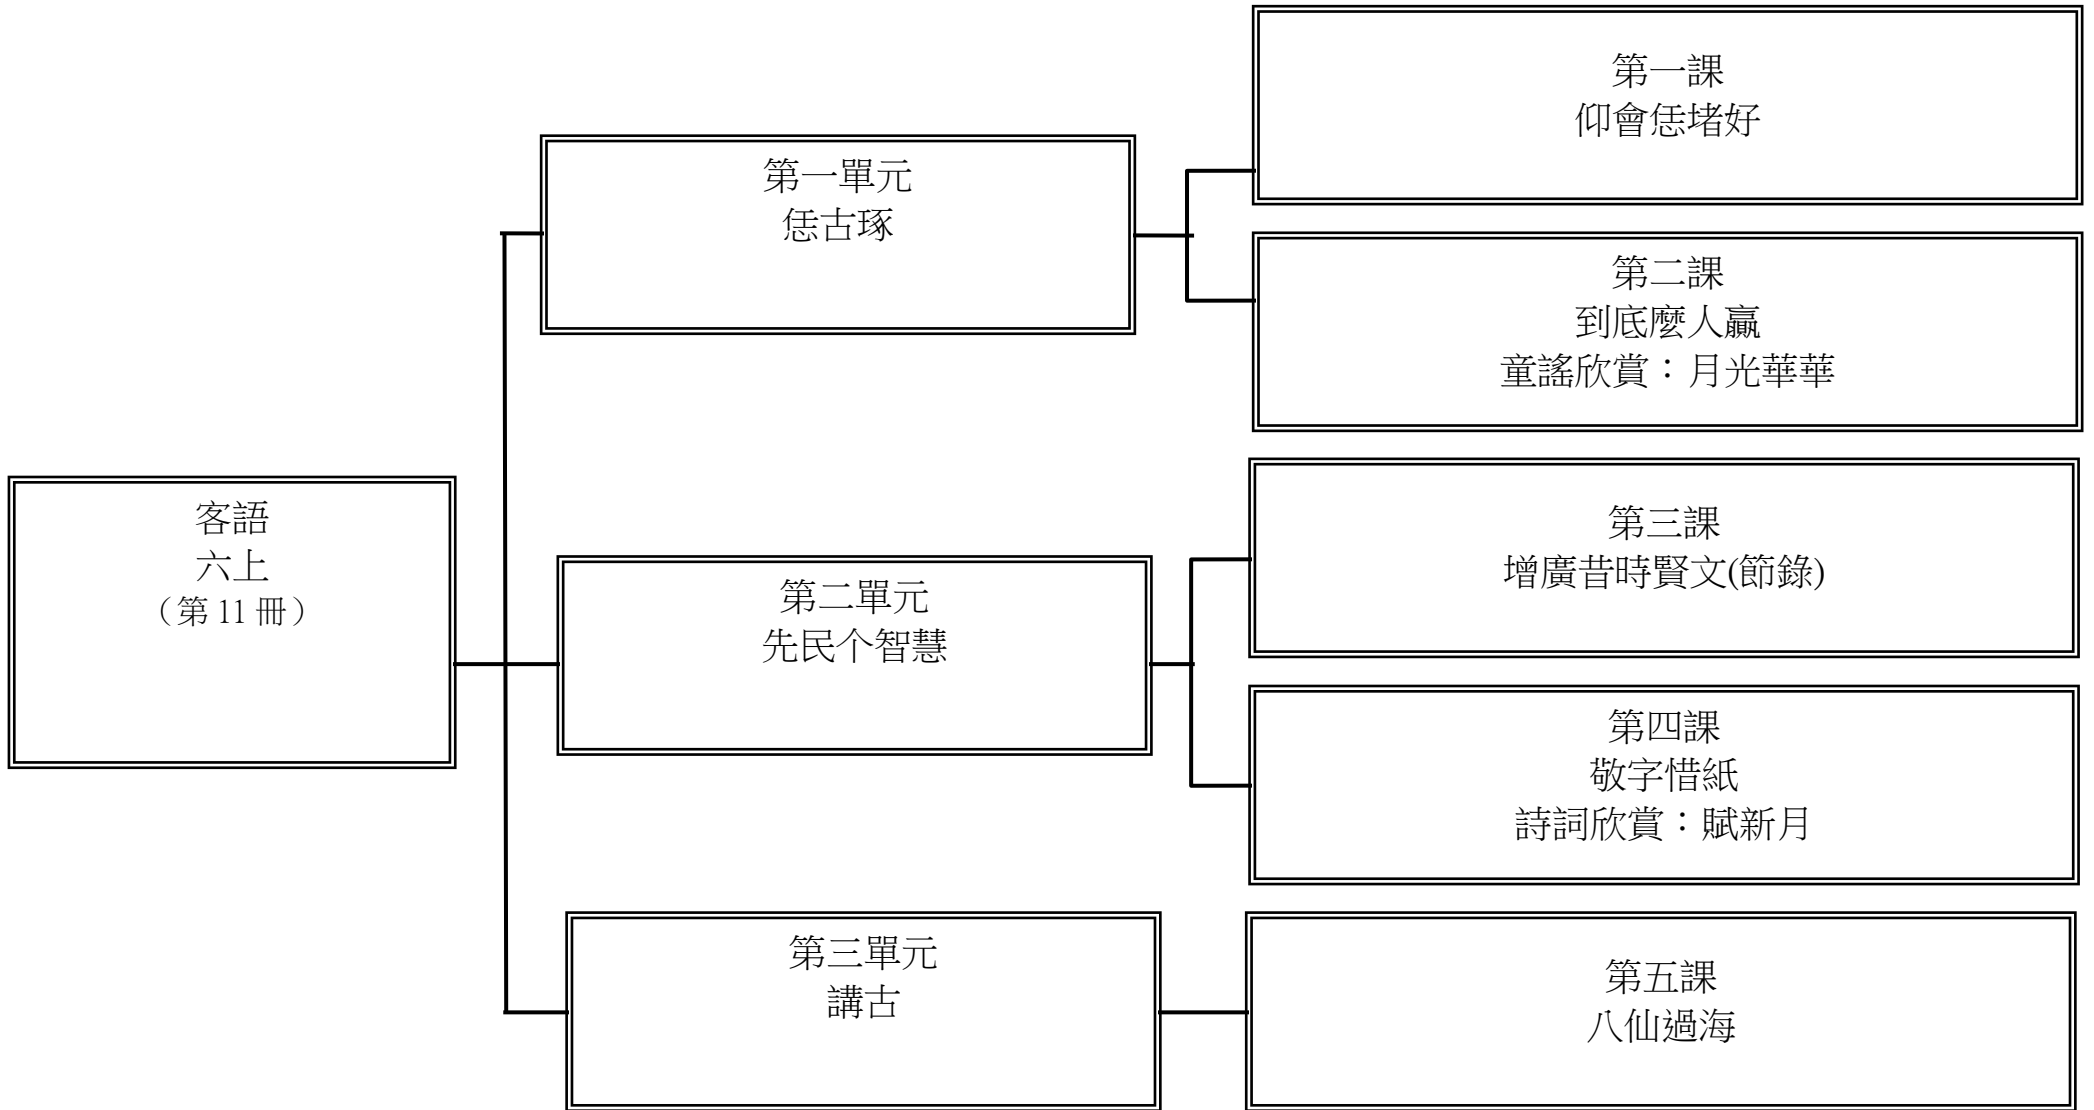 客語
六上
（第 11 冊）
第一單元
恁古琢
第一課
仰會恁堵好
第二課
到底麼人贏
童謠欣賞：月光華華
第二單元
先民个智慧
第三課
增廣昔時賢文(節錄)
第四課
敬字惜紙
詩詞欣賞：賦新月
第三單元
講古
第五課
八仙過海